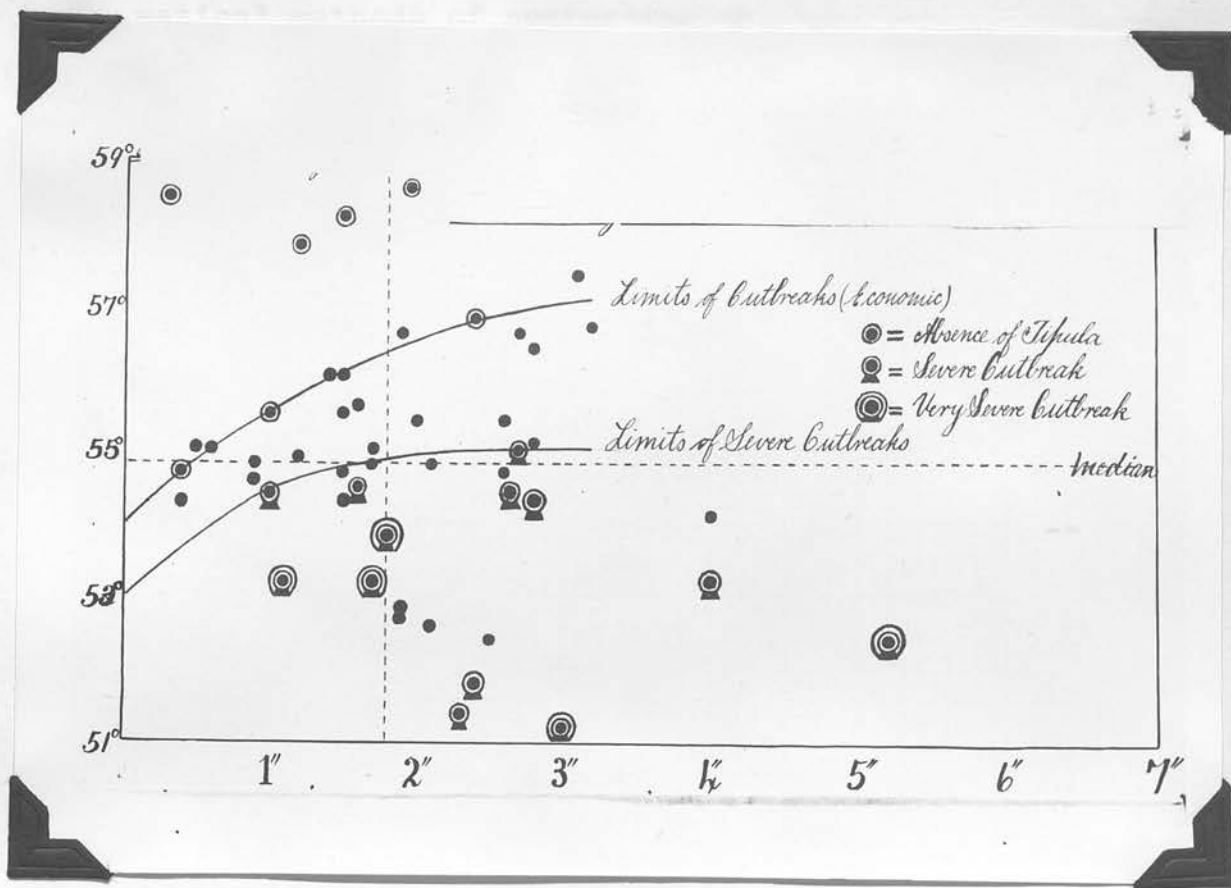 59°
57°
Limits of Outbreaks (Economic)
= Absence of Tipula
= Severe Outbreak
= Very Severe Outbreak
55°
Limits of Severe Outbreaks
Median
53°
51°
1" 2" 3" 4" 5" 6" 7"